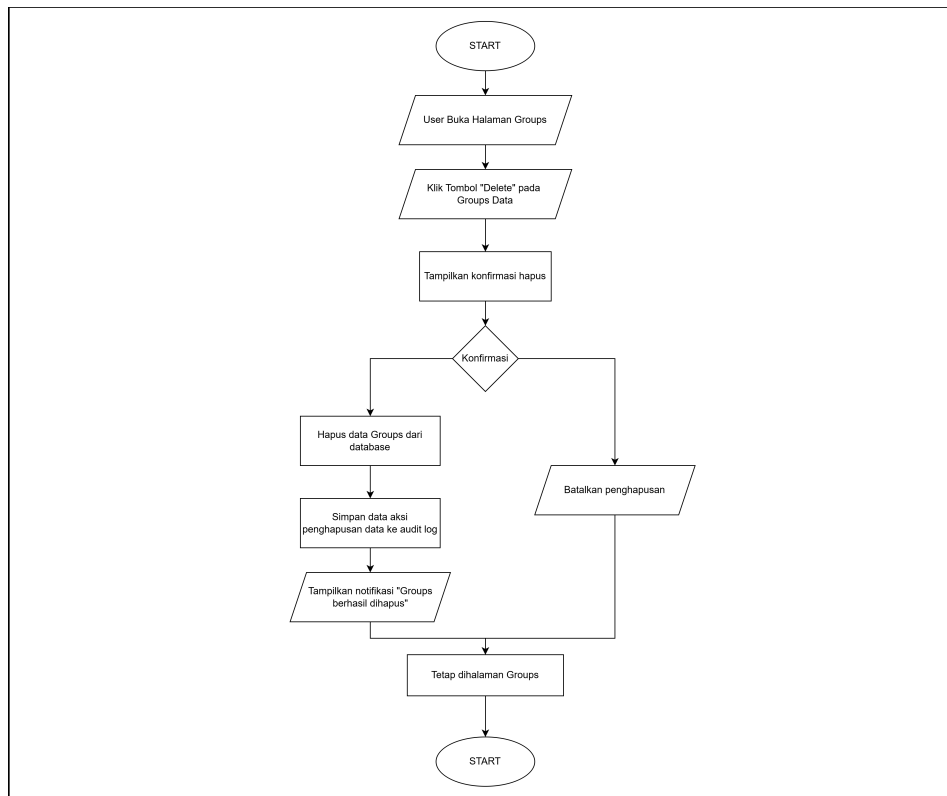 START
User Buka Halaman Groups
Klik Tombol "Delete" pada
Groups Data
Tampilkan konfirmasi hapus
Konfirmasi
Hapus data Groups dari
database
Simpan data aksi
penghapusan data ke audit log
Tampilkan notifikasi "Groups
berhasil dihapus"
Batalkan penghapusan
Tetap dihalaman Groups
START